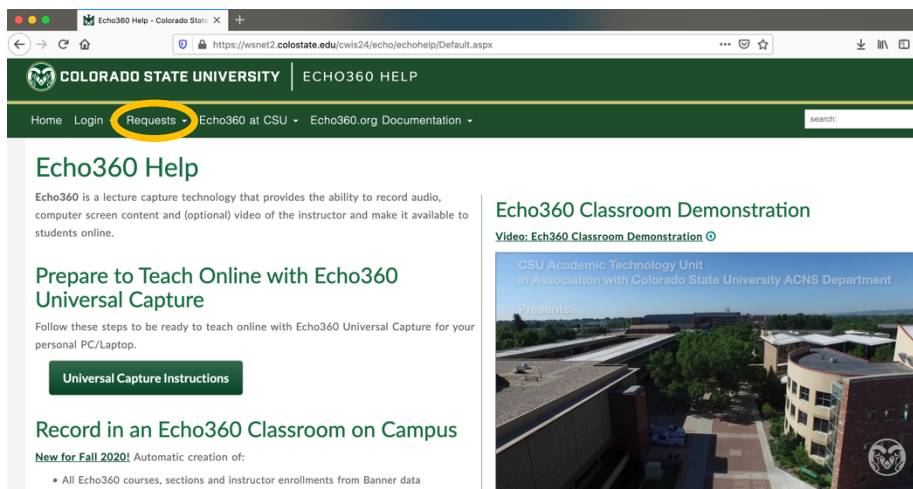 Echo360 Help - Colorado State
https://wsnet2.colostate.edu/cwis24/echo/echohelp/Default.aspx
COLORADO STATE UNIVERSITY | ECHO360 HELP
Home Login Requests Echo360 at CSU Echo360.org Documentation search:
Echo360 Help
Echo360 is a lecture capture technology that provides the ability to record audio,
computer screen content and (optional) video of the instructor and make it available to
students online.
Prepare to Teach Online with Echo360
Universal Capture
Follow these steps to be ready to teach online with Echo360 Universal Capture for your
personal PC/Laptop.
Universal Capture Instructions
Record in an Echo360 Classroom on Campus
New for Fall 2020! Automatic creation of:
• All Echo360 courses, sections and instructor enrollments from Banner data
Echo360 Classroom Demonstration
Video: Ech360 Classroom Demonstration
CSU Academic Technology Unit
in Association with Colorado State University ACNS Department
Presents